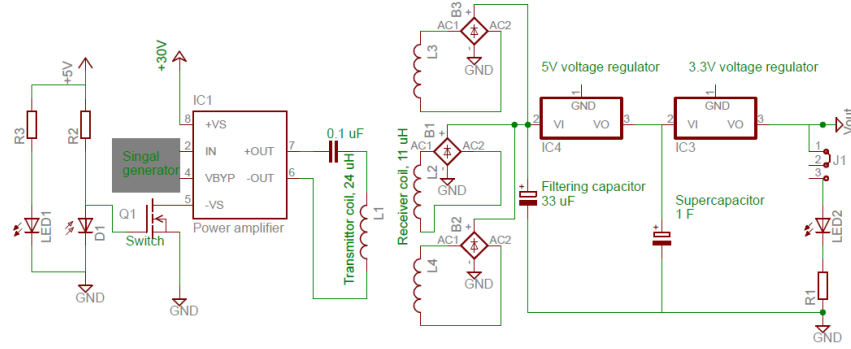 +5V
R3
R2
LED1
D1
GND
+30V
IC1
8
+VS
Singal
generator
2
IN
4
VBYP
+OUT
7
-OUT
6
5
-VS
Q1
Switch
Power amplifier
GND
0.1 uF
Transmittor coil, 24 uH
L1
Receiver coil, 11 uH
B3
AC1
AC2
+
-
L3
GND
B1
AC1
AC2
+
-
L2
GND
B2
AC1
AC2
+
-
L4
GND
5V voltage regulator
1
GND
2
VI
VO
3
IC4
3.3V voltage regulator
1
GND
2
VI
VO
3
IC3
Vout
+
Filtering capacitor
33 uF
+
Supercapacitor
1 F
1
2
3
J1
LED2
R1
GND